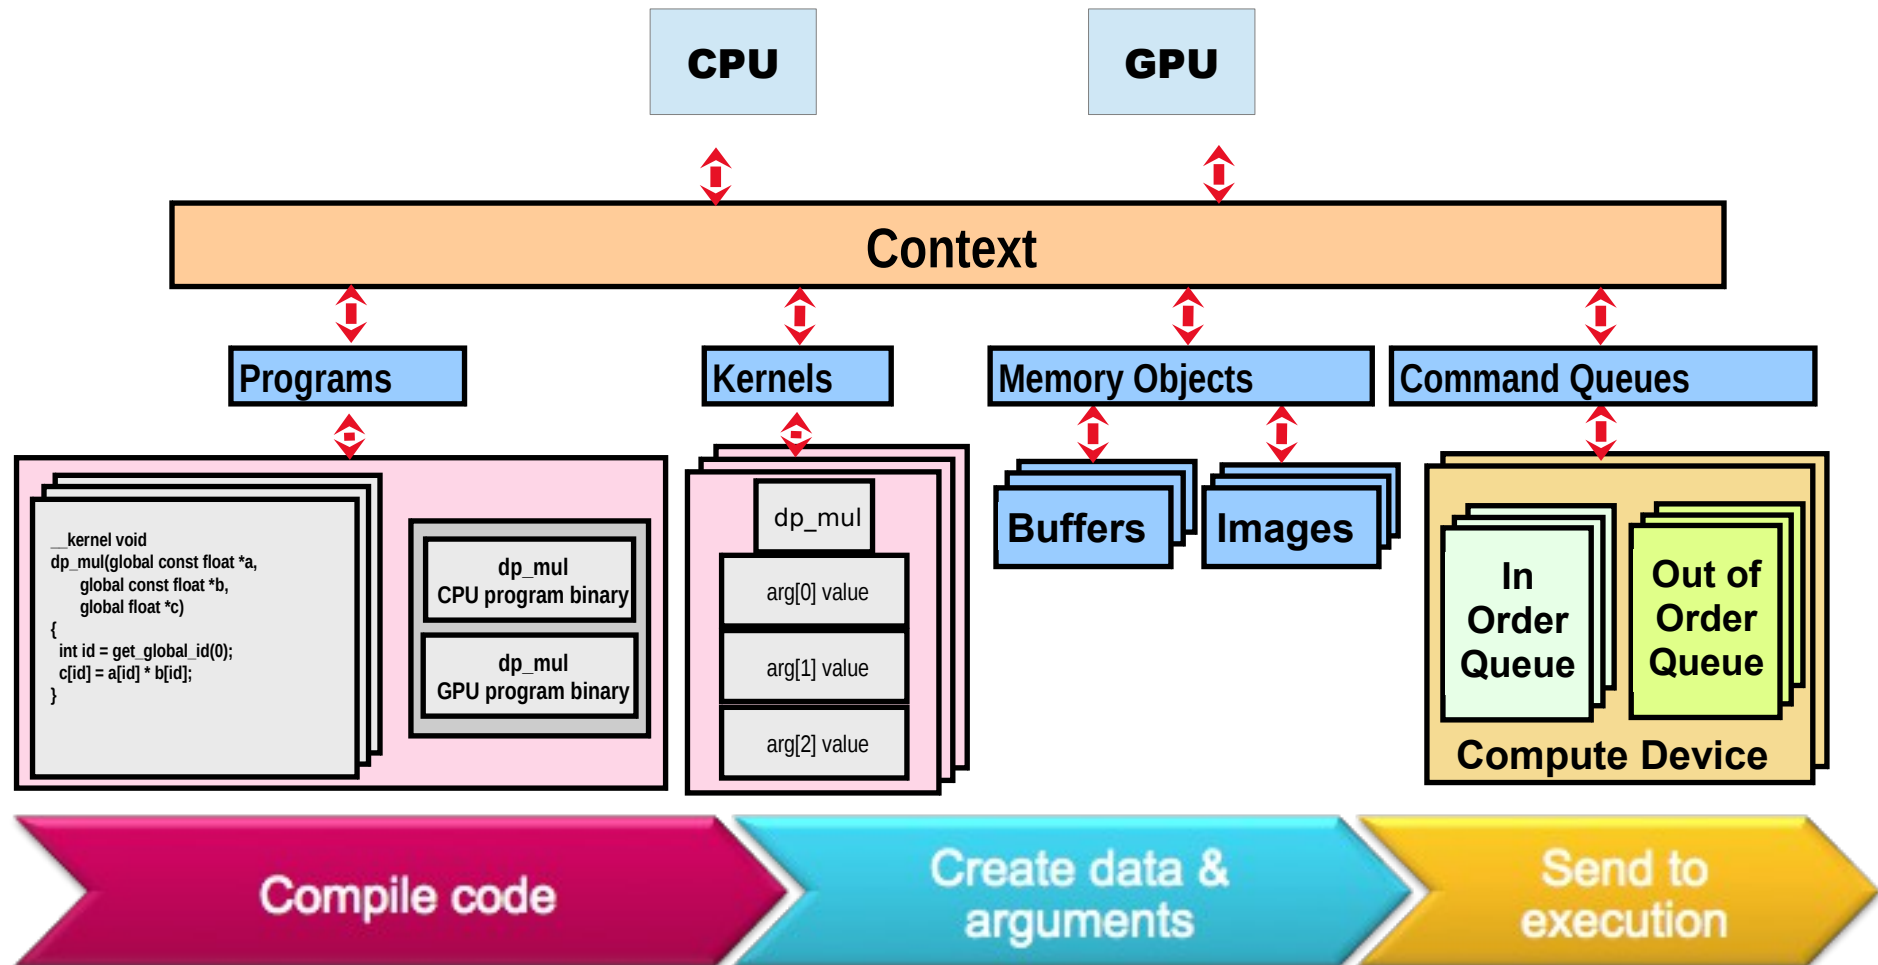 CPU
GPU
Context
Programs
Kernels
Memory Objects
Command Queues
__kernel void
dp_mul(global const float *a,
global const float *b,
global float *c)
{
int id = get_global_id(0);
c[id] = a[id] * b[id];
}
dp_mul
CPU program binary
dp_mul
GPU program binary
dp_mul
arg[0] value
arg[1] value
arg[2] value
Buffers
Images
In
Order
Queue
Out of
Order
Queue
Compute Device
Compile code
Create data &
arguments
Send to
execution